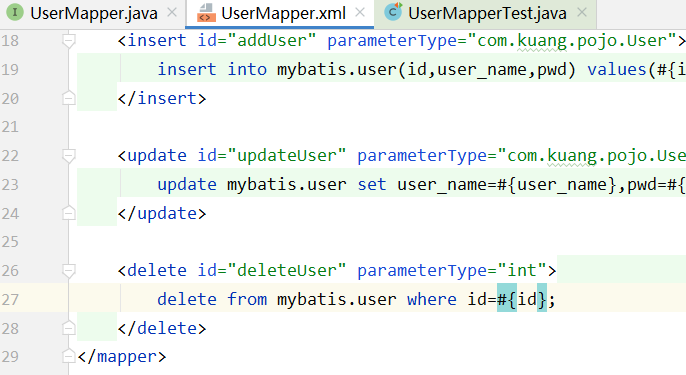 UserMapper.java × UserMapper.xml × UserMapperTest.java ×
18 <insert id="addUser" parameterType="com.kuang.pojo.User">
19 insert into mybatis.user(id,user_name,pwd) values(#{i
20 </insert>
21
22 <update id="updateUser" parameterType="com.kuang.pojo.Use
23 update mybatis.user set user_name=#{user_name},pwd=#{
24 </update>
25
26 <delete id="deleteUser" parameterType="int">
27 delete from mybatis.user where id=#{id};
28 </delete>
29 </mapper>